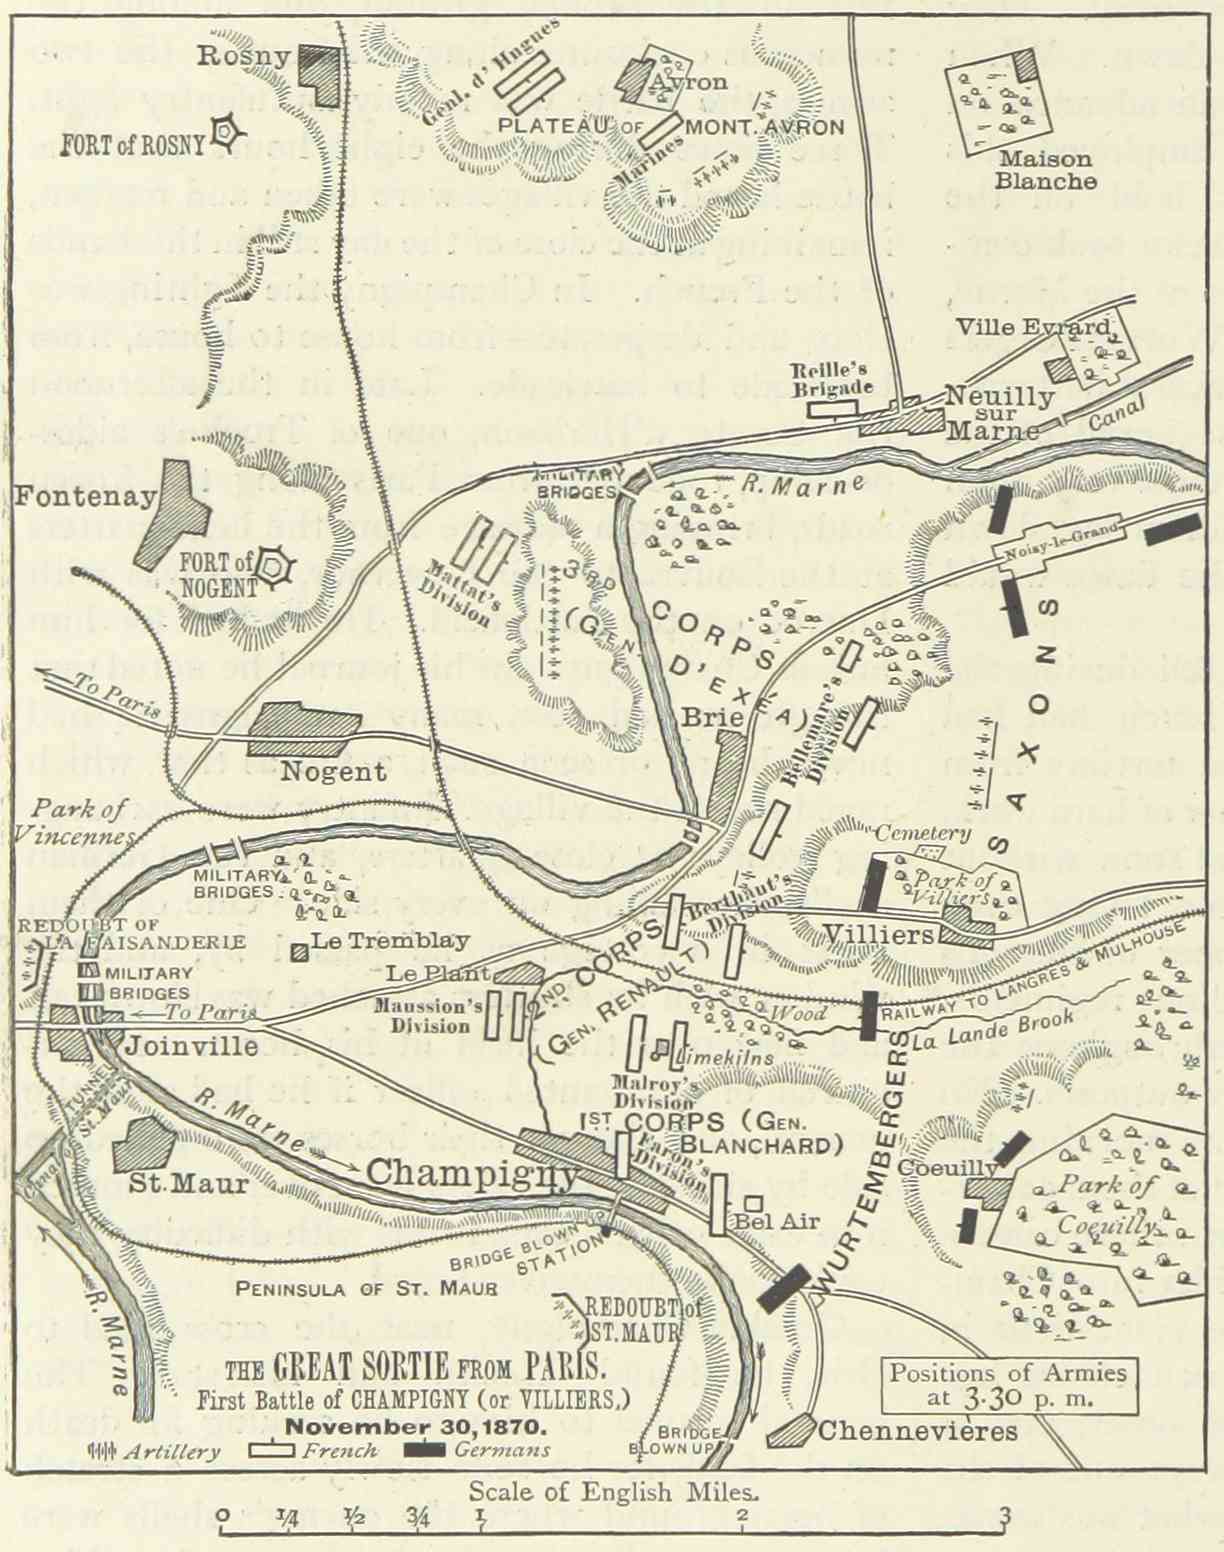 Rosny
FORT of ROSNY
Genl. d'Hugues
Avron
PLATEAU OF MONT. AVRON
Marines
Maison
Blanche
Ville Evrard
Reille's
Brigade
Neuilly
sur
Marne
Canal
MILITARY
BRIDGES
R. Marne
Fontenay
FORT of
NOGENT
Mattat's
Division
3RD CORPS
(GEN. D'EXÉA)
Noisy-le-Grand
SAXONS
To Paris
Nogent
Brie
Bellemare's
Division
Park of
Vincennes
MILITARY
BRIDGES
Cemetery
Park of
Villiers
Villiers
Berthaut's
Division
REDOUBT OF
LA FAISANDERIE
Le Tremblay
Le Plant
MILITARY
BRIDGES
To Paris
Joinville
Maussion's
Division
2ND CORPS
(GEN. RENAULT)
Wood
RAILWAY TO LANGRES & MULHOUSE
La Lande Brook
Limekilns
Malroy's
Division
TUNNEL
St. Maur
R. Marne
1ST CORPS (GEN.
BLANCHARD)
Faron's
Division
Champigny
St. Maur
Canal
WURTEMBERGERS
Coeuilly
Park of
Coeuilly
Bel Air
BRIDGE BLOWN UP
STATION
PENINSULA OF ST. MAUR
R. Marne
REDOUBT of
ST. MAUR
THE GREAT SORTIE FROM PARIS.
First Battle of CHAMPIGNY (or VILLIERS,)
November 30, 1870.
Artillery French Germans
BRIDGE
BLOWN UP
Positions of Armies
at 3.30 p. m.
Chennevières
Scale of English Miles.
0 1/4 1/2 3/4 1 2 3